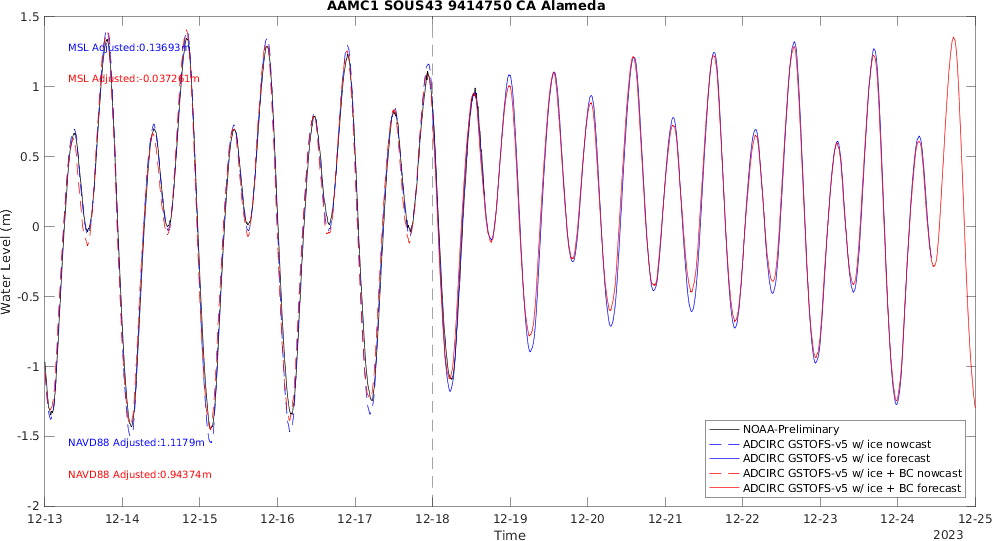 AAMC1 SOUS43 9414750 CA Alameda
1.5
1
0.5
0
-0.5
-1
-1.5
-2
Water Level (m)
MSL Adjusted:0.13693m
MSL Adjusted:-0.037261m
NAVD88 Adjusted:1.1179m
NAVD88 Adjusted:0.94374m
NOAA-Preliminary
ADCIRC GSTOFS-v5 w/ ice nowcast
ADCIRC GSTOFS-v5 w/ ice forecast
ADCIRC GSTOFS-v5 w/ ice + BC nowcast
ADCIRC GSTOFS-v5 w/ ice + BC forecast
12-13 12-14 12-15 12-16 12-17 12-18 12-19 12-20 12-21 12-22 12-23 12-24 12-25
Time
2023